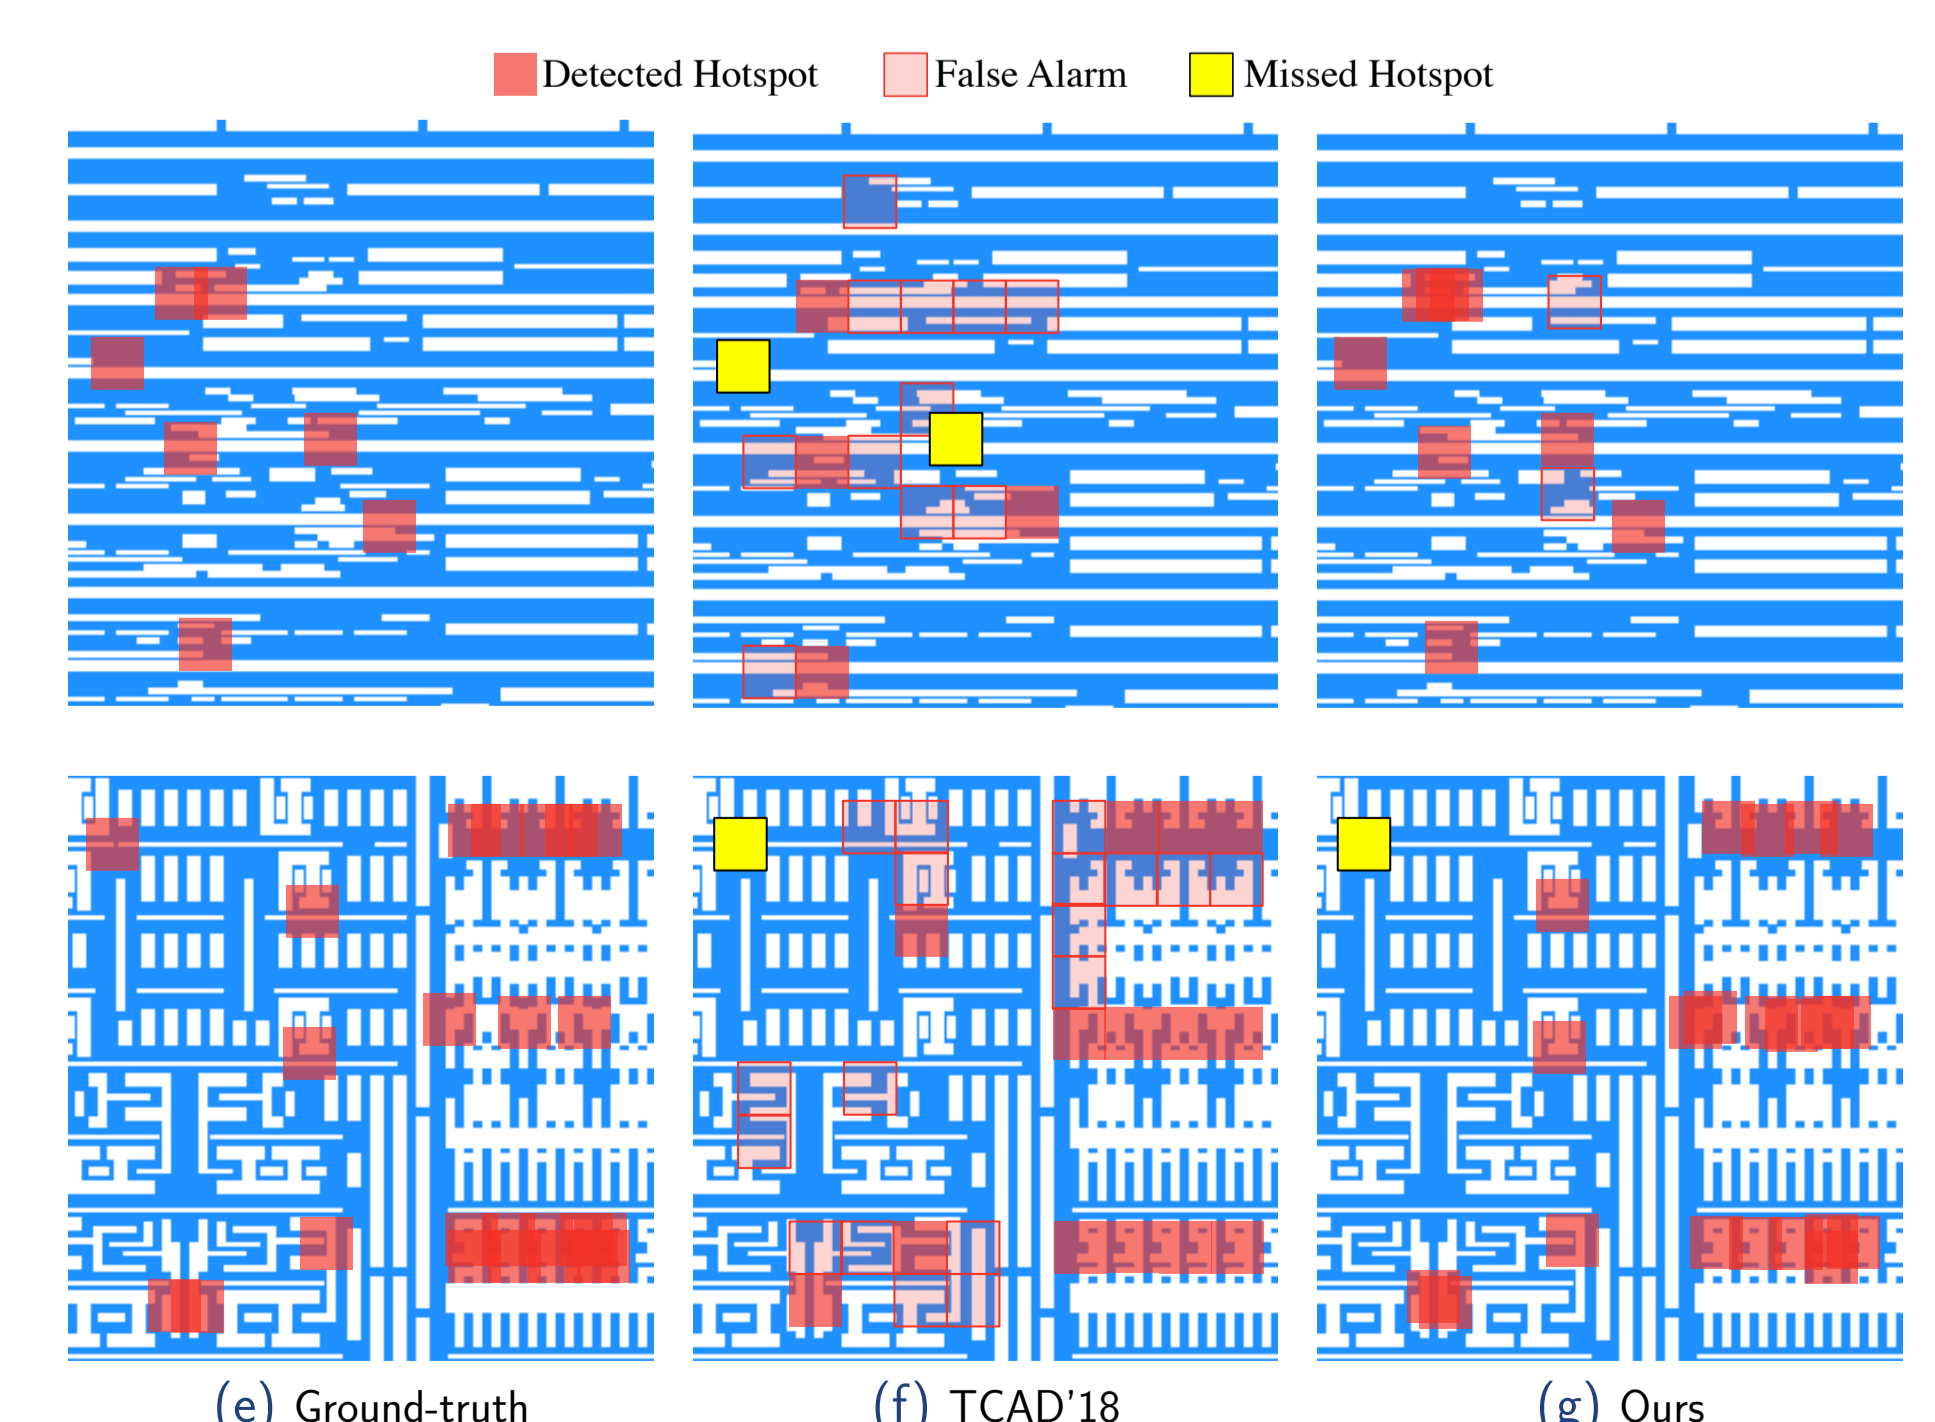 Detected Hotspot False Alarm Missed Hotspot
(e) Ground-truth (f) TCAD'18 (g) Ours